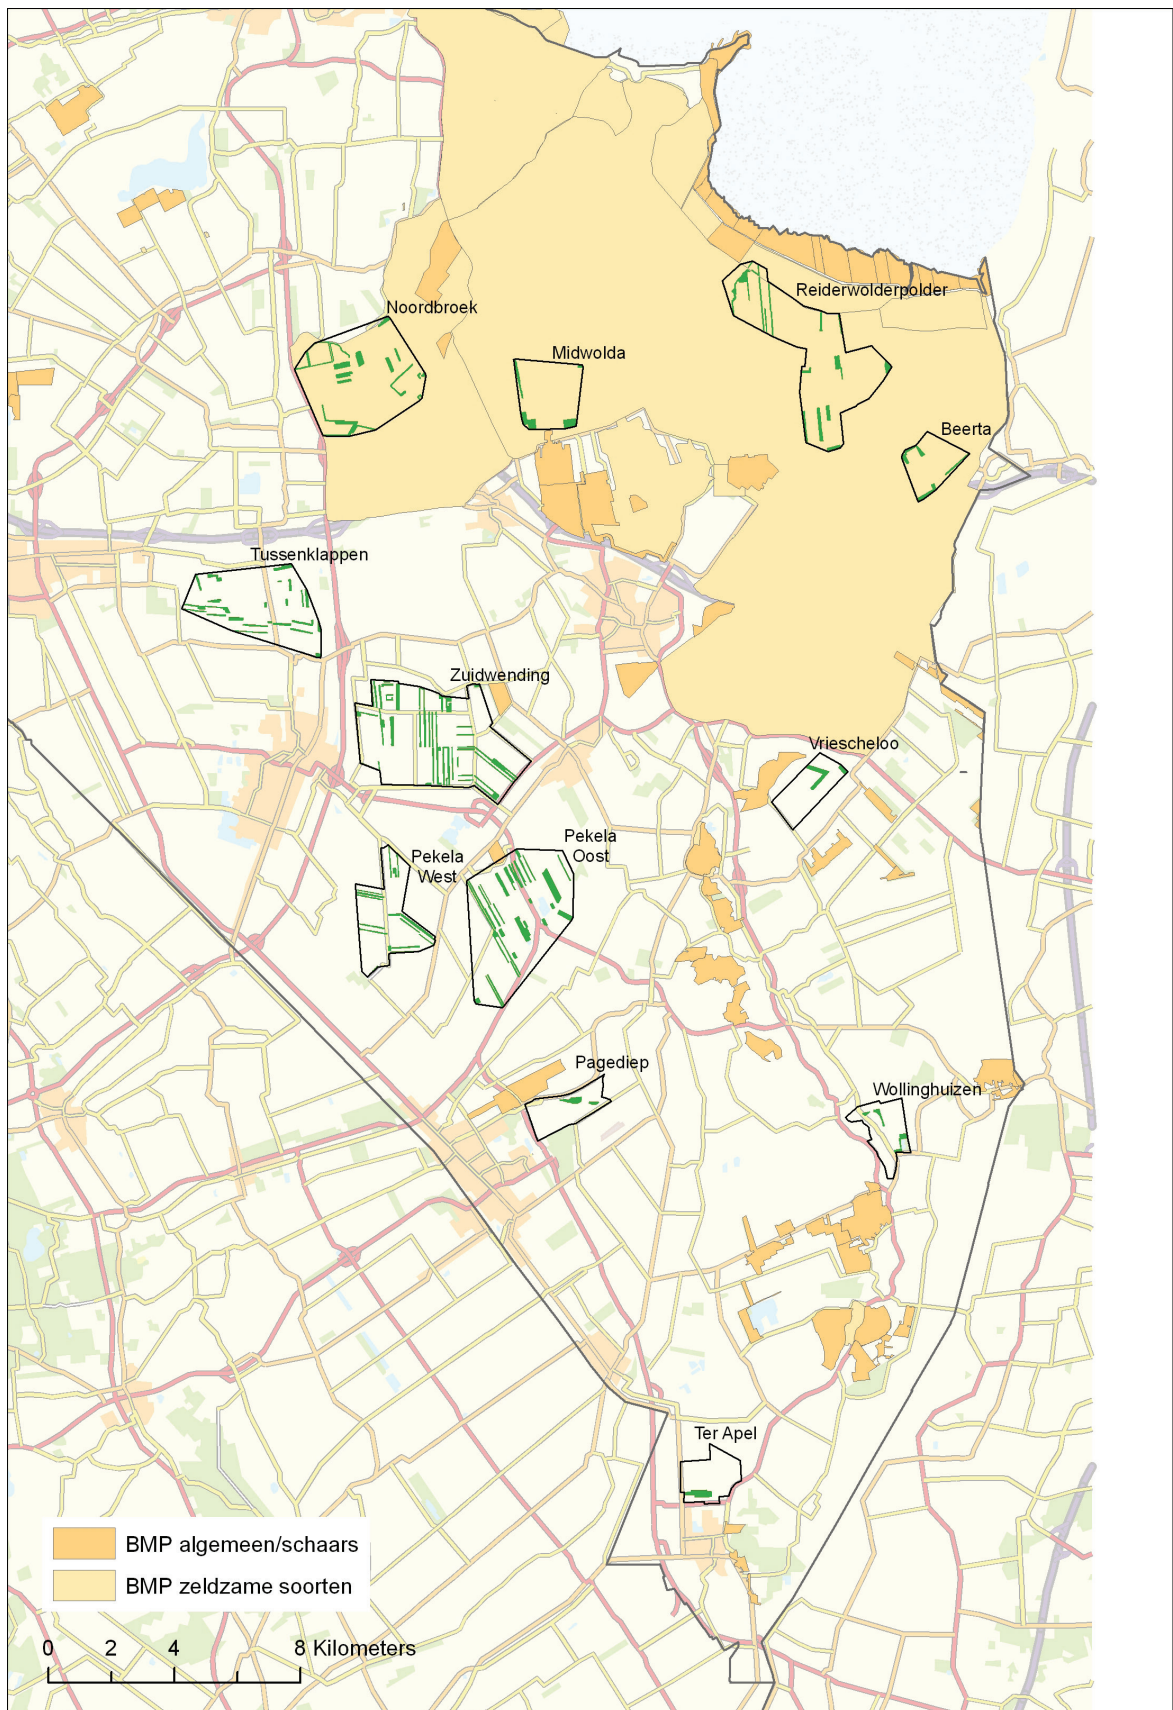 Reiderwolderpolder
Noordbroek
Midwolda
Beerta
Tussenklappen
Zuidwending
Vriescheloo
Pekela
Oost
Pekela
West
Pagediep
Wollinghuizen
Ter Apel
BMP algemeen/schaars
BMP zeldzame soorten
0 2 4 8 Kilometers